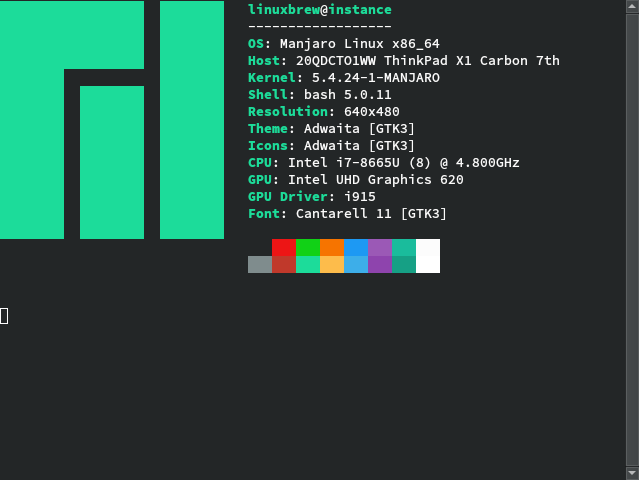 linuxbrew@instance
------------------
OS: Manjaro Linux x86_64
Host: 20QDCTO1WW ThinkPad X1 Carbon 7th
Kernel: 5.4.24-1-MANJARO
Shell: bash 5.0.11
Resolution: 640x480
Theme: Adwaita [GTK3]
Icons: Adwaita [GTK3]
CPU: Intel i7-8665U (8) @ 4.800GHz
GPU: Intel UHD Graphics 620
GPU Driver: i915
Font: Cantarell 11 [GTK3]